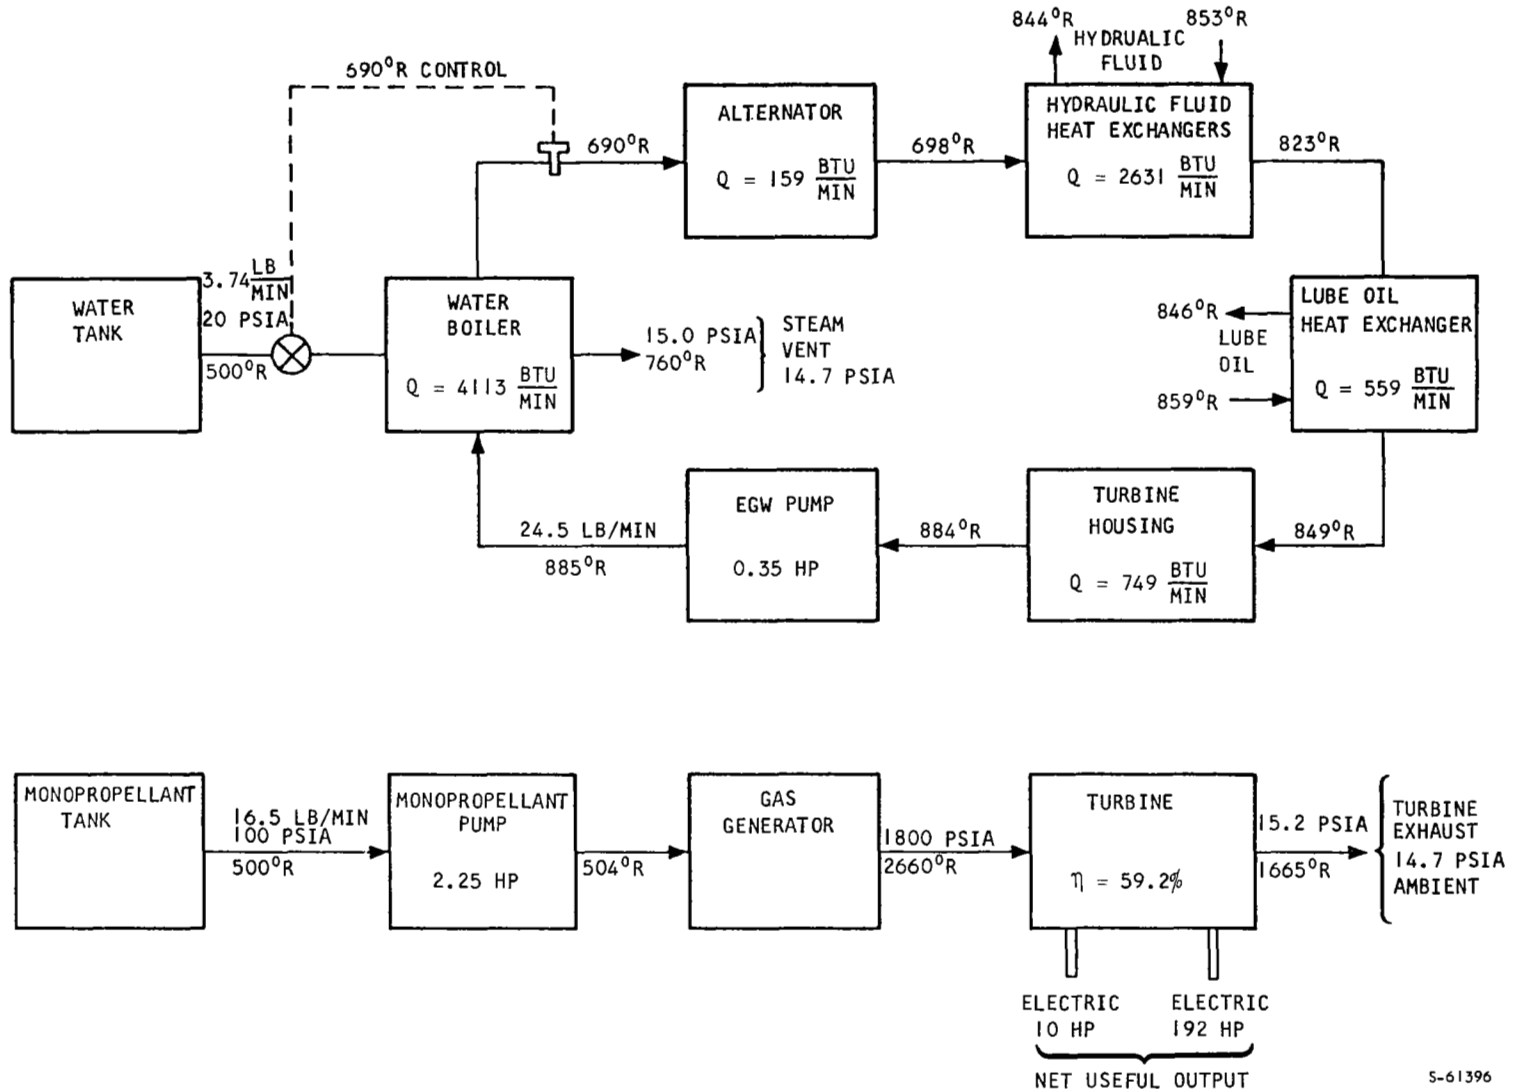 844°R
853°R
HYDRUALIC
FLUID
590°R CONTROL
690°R
ALTERNATOR
Q = 159 BTU/MIN
698°R
HYDRAULIC FLUID
HEAT EXCHANGERS
Q = 2631 BTU/MIN
823°R
WATER
TANK
3.74 LB/MIN
20 PSIA
500°R
WATER
BOILER
Q = 4113 BTU/MIN
15.0 PSIA
760°R
STEAM
VENT
14.7 PSIA
846°R
LUBE
OIL
859°R
LUBE OIL
HEAT EXCHANGER
Q = 559 BTU/MIN
24.5 LB/MIN
885°R
EGW PUMP
0.35 HP
884°R
TURBINE
HOUSING
Q = 749 BTU/MIN
849°R
MONOPROPELLANT
TANK
16.5 LB/MIN
100 PSIA
500°R
MONOPROPELLANT
PUMP
2.25 HP
504°R
GAS
GENERATOR
1800 PSIA
2660°R
TURBINE
η = 59.2%
15.2 PSIA
1665°R
TURBINE
EXHAUST
14.7 PSIA
AMBIENT
ELECTRIC
10 HP
ELECTRIC
192 HP
NET USEFUL OUTPUT
S-61396